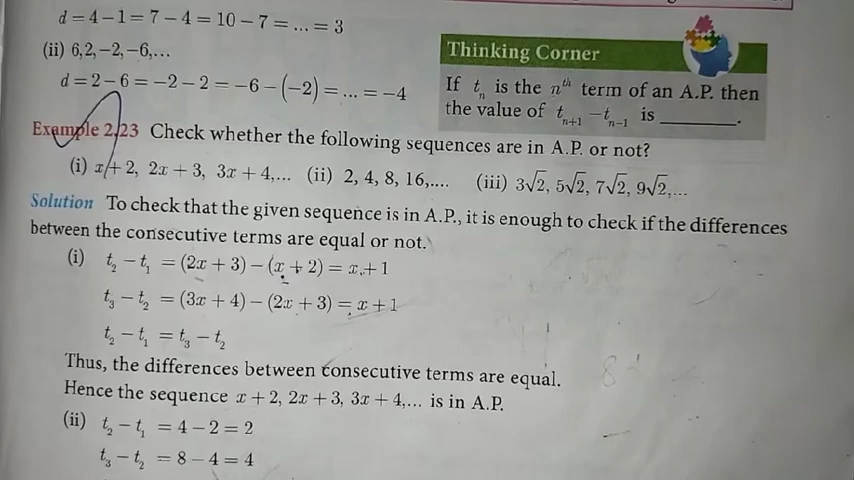 d = 4 − 1 = 7 − 4 = 10 − 7 = ... = 3
(ii) 6,2,−2,−6,...
d = 2 − 6 = −2 − 2 = −6 − (−2) = ... = −4
Thinking Corner
If tₙ is the nᵗʰ term of an A.P. then
the value of tₙ₊₁ − tₙ₋₁ is ________.
Example 2.23 Check whether the following sequences are in A.P. or not?
(i) x + 2, 2x + 3, 3x + 4,... (ii) 2, 4, 8, 16,.... (iii) 3√2, 5√2, 7√2, 9√2,...
Solution To check that the given sequence is in A.P., it is enough to check if the differences
between the consecutive terms are equal or not.
(i) t₂ − t₁ = (2x + 3) − (x + 2) = x + 1
t₃ − t₂ = (3x + 4) − (2x + 3) = x + 1
t₂ − t₁ = t₃ − t₂
Thus, the differences between consecutive terms are equal.
Hence the sequence x + 2, 2x + 3, 3x + 4,... is in A.P.
(ii) t₂ − t₁ = 4 − 2 = 2
t₃ − t₂ = 8 − 4 = 4